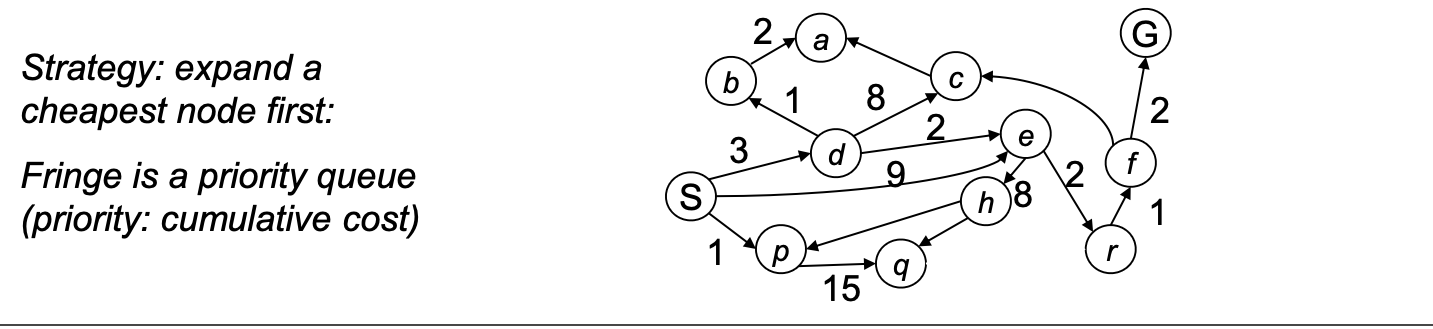 Strategy: expand a
cheapest node first:
Fringe is a priority queue
(priority: cumulative cost)
2
a
G
b
c
1
8
2
2
e
3
d
f
9
S
h
8
2
1
1
p
q
r
15